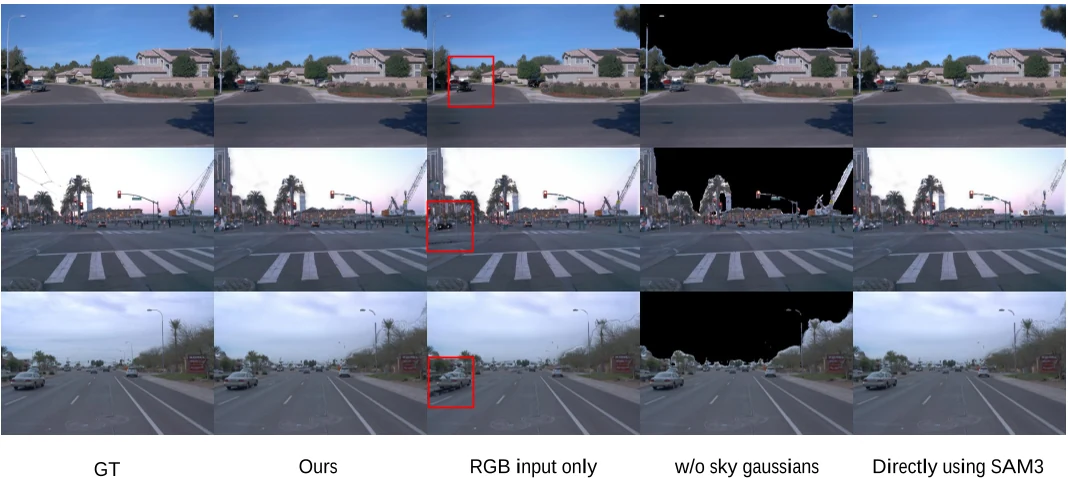 GT
Ours
RGB input only
w/o sky gaussians
Directly using SAM3